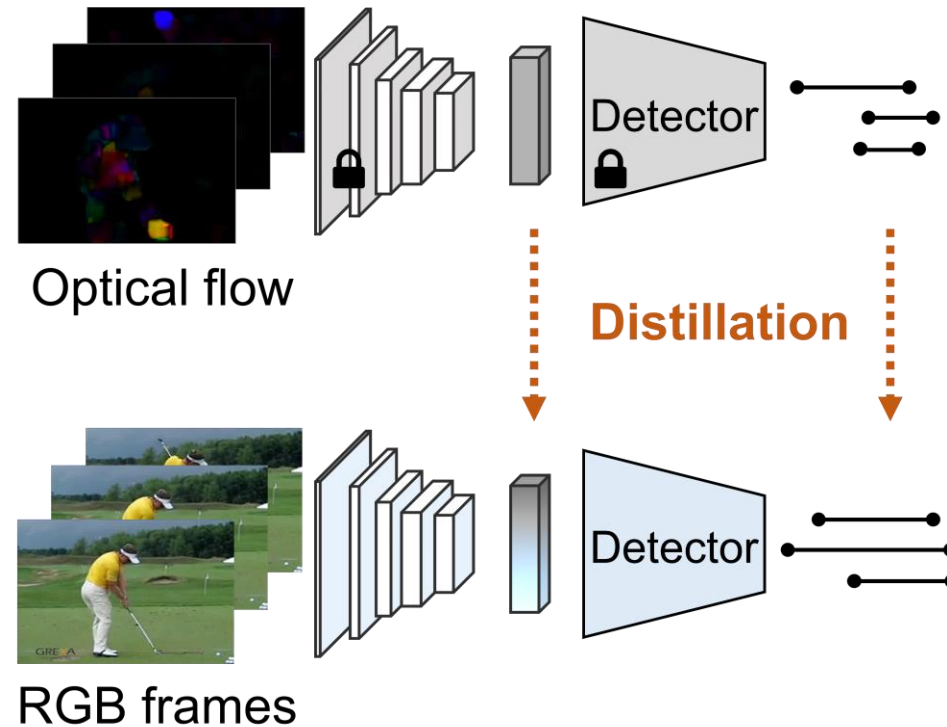 Detector
Optical flow
Distillation
Detector
RGB frames